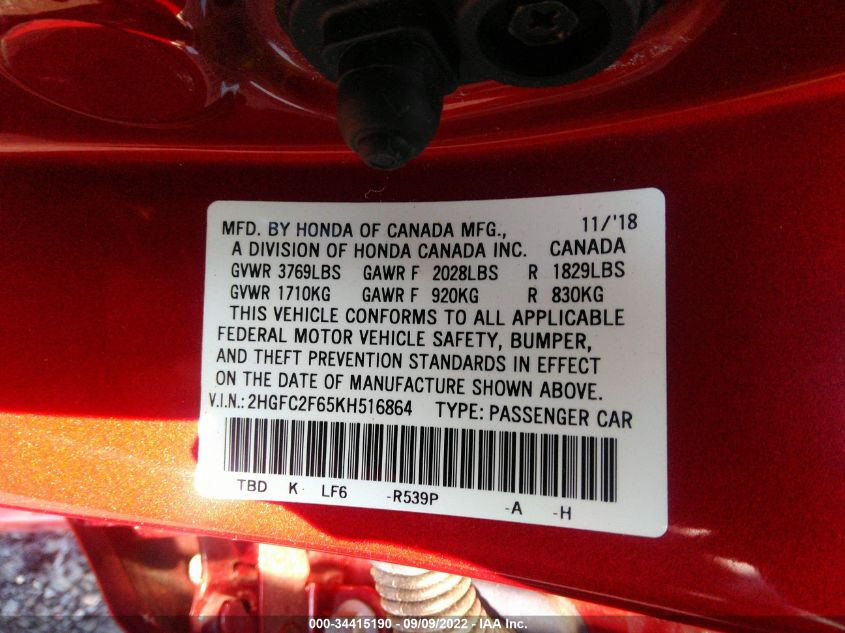 MFD. BY HONDA OF CANADA MFG., 11/'18
A DIVISION OF HONDA CANADA INC. CANADA
GVWR 3769LBS GAWR F 2028LBS R 1829LBS
GVWR 1710KG GAWR F 920KG R 830KG
THIS VEHICLE CONFORMS TO ALL APPLICABLE
FEDERAL MOTOR VEHICLE SAFETY, BUMPER,
AND THEFT PREVENTION STANDARDS IN EFFECT
ON THE DATE OF MANUFACTURE SHOWN ABOVE.
V.I.N.: 2HGFC2F65KH516864 TYPE: PASSENGER CAR
TBD K LF6 -R539P -A -H
000-34415190 - 09/09/2022 - IAA Inc.